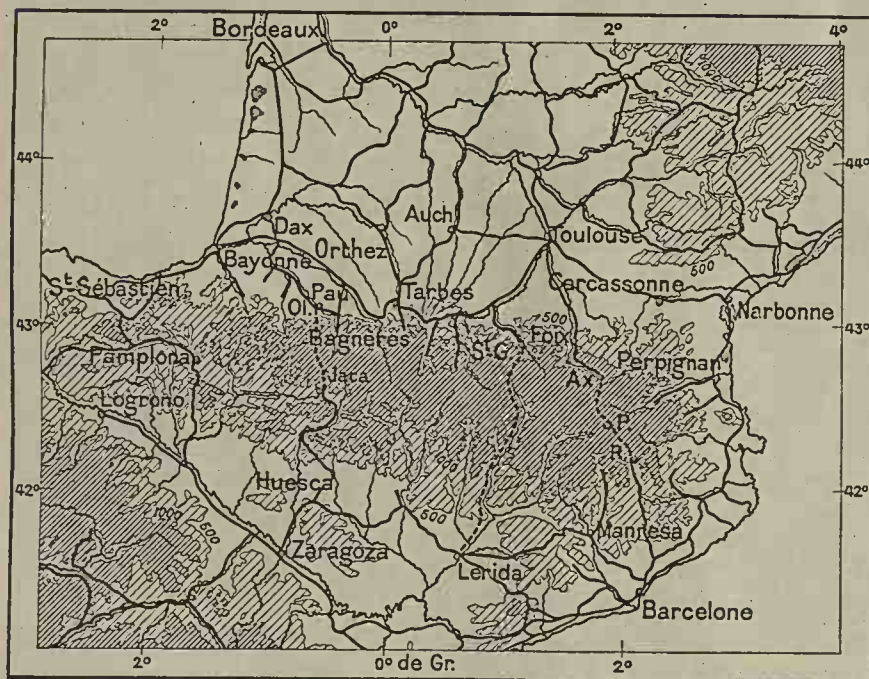 2° 0° 2° 4°
Bordeaux
44° 44°
Auch
Dax
Orthez Toulouse
Bayonne
500
St Sébastien Carcassonne
Pau Tarbes
Ol. Narbonne
43° 500 43°
Bagnères Foix
St G.
Pamplona Perpignan
Jaca Ax
Logroño
P.
R.
Huesca
42° 42°
500
1000 500 Manresa
Zaragoza
Lerida
Barcelone
2° 0° de Gr. 2°